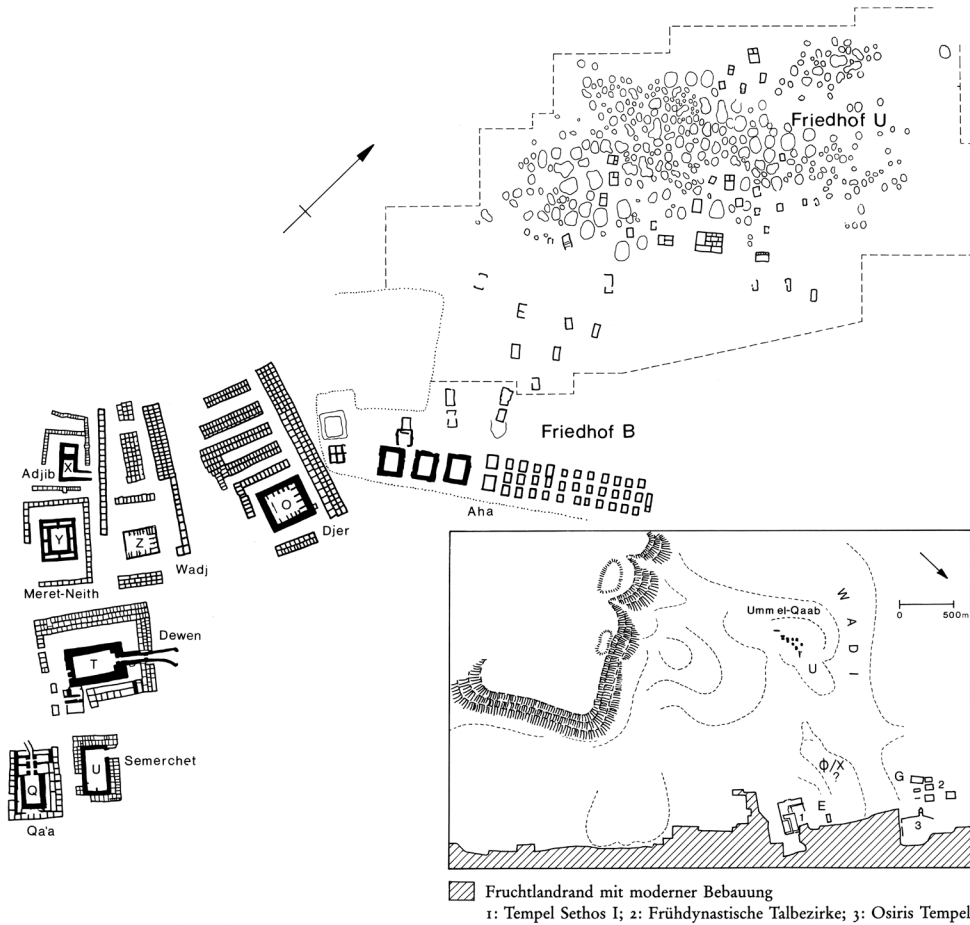 Friedhof U
E
Friedhof B
Adjib
X
O
Aha
Djer
Y
Z
Wadj
Meret-Neith
Dewen
T
Semerchet
U
Q
Qa'a
Umm el-Qaab
WADI
500m
T
U
Φ/X
?
G
2
E
1
3
Fruchtlandrand mit moderner Bebauung
1: Tempel Sethos I; 2: Frühdynastische Talbezirke; 3: Osiris Tempel